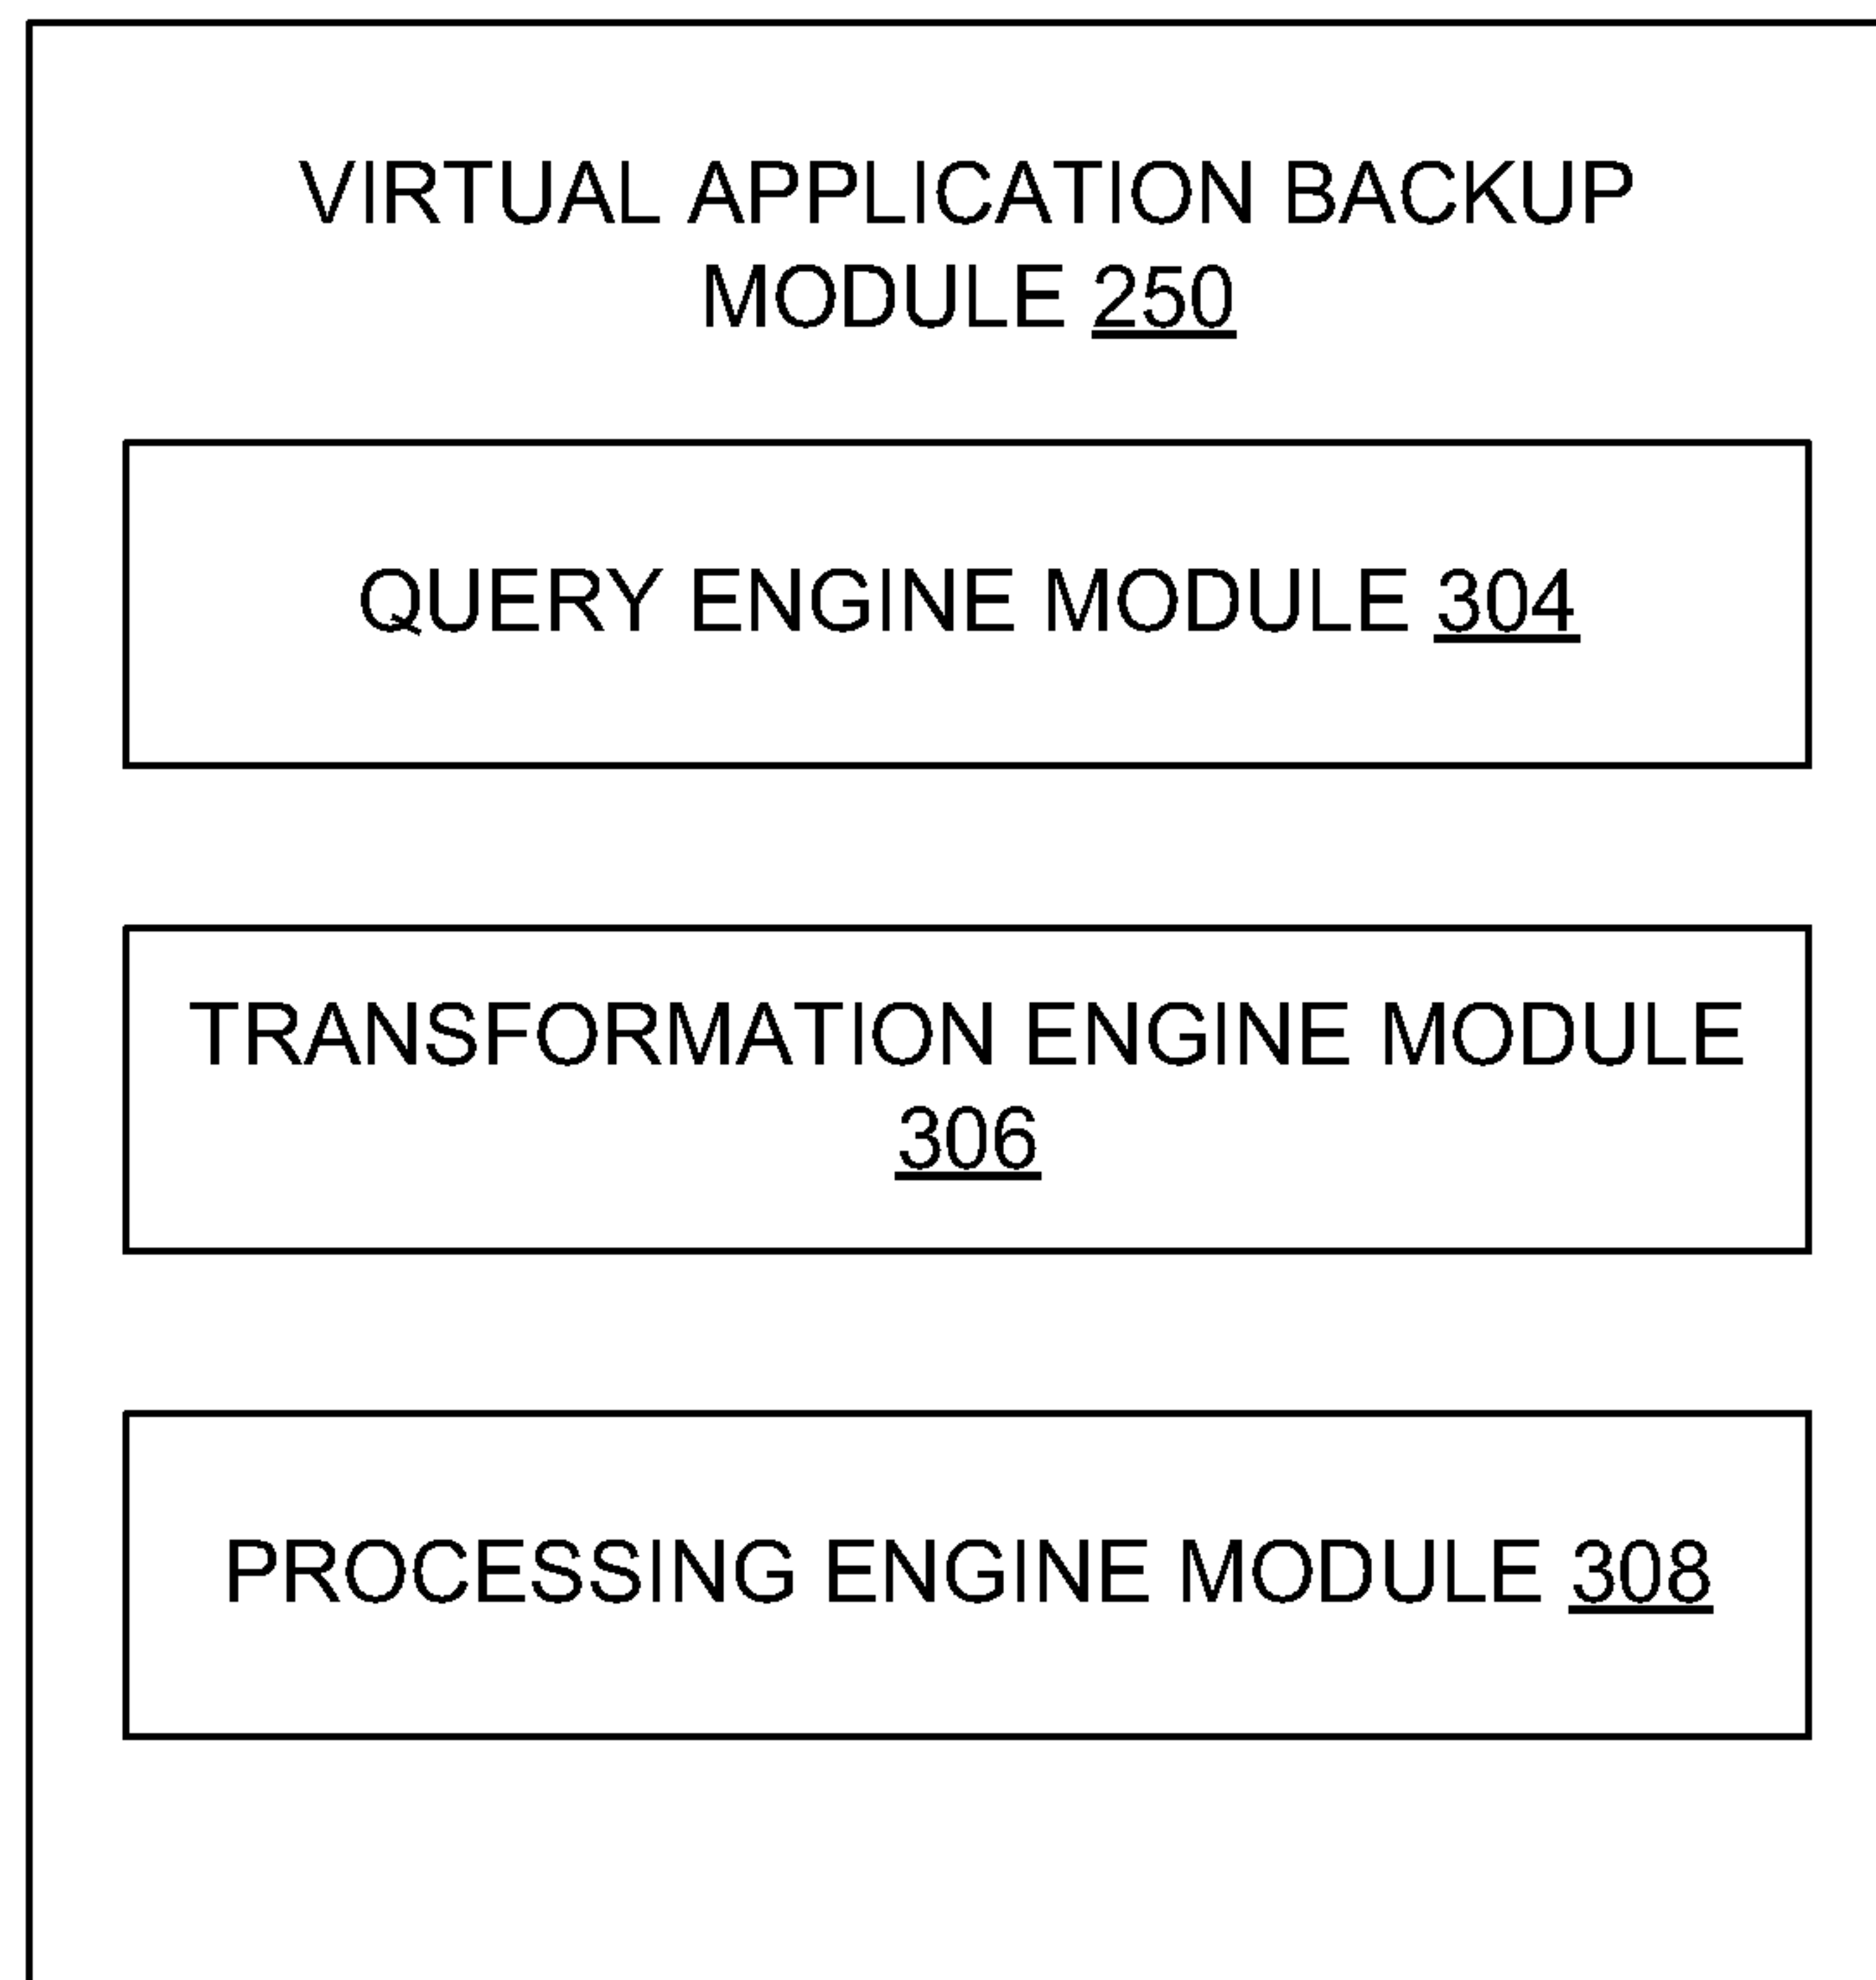 VIRTUAL APPLICATION BACKUP
MODULE 250
QUERY ENGINE MODULE 304
TRANSFORMATION ENGINE MODULE
306
PROCESSING ENGINE MODULE 308